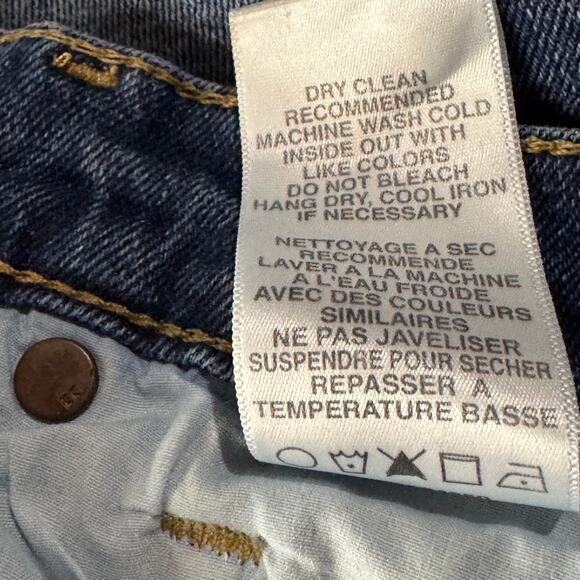 DRY CLEAN
RECOMMENDED
MACHINE WASH COLD
INSIDE OUT WITH
LIKE COLORS
DO NOT BLEACH
HANG DRY, COOL IRON
IF NECESSARY
NETTOYAGE A SEC
RECOMMENDE
LAVER A LA MACHINE
A L'EAU FROIDE
AVEC DES COULEURS
SIMILAIRES
NE PAS JAVELISER
SUSPENDRE POUR SECHER
REPASSER A
TEMPERATURE BASSE